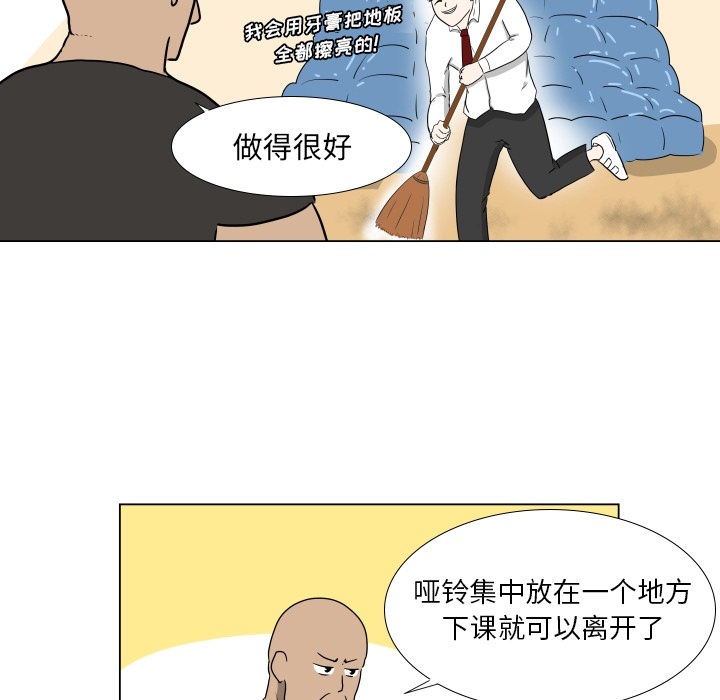 我会用牙膏把地板
全都擦亮的!
做得很好
哑铃集中放在一个地方
下课就可以离开了